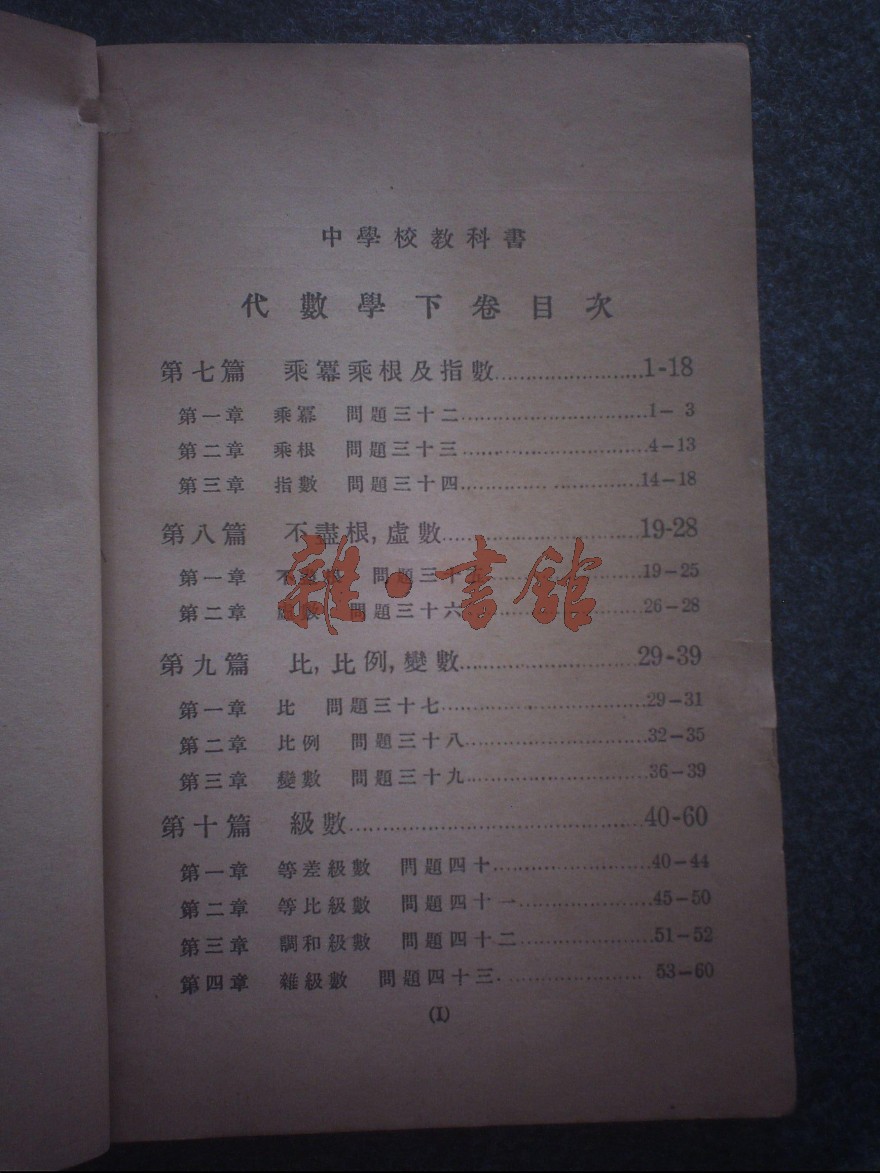 中學校教科書
代數學下卷目次
第七篇 乘冪乘根及指數..............................1-18
第一章 乘冪 問題三十二..............................1-3
第二章 乘根 問題三十三..............................4-13
第三章 指數 問題三十四..............................14-18
第八篇 不盡根,虛數..............................19-28
第一章 不盡根 問題三十五..............................19-25
第二章 虛數 問題三十六..............................26-28
雜·書館
第九篇 比,比例,變數..............................29-39
第一章 比 問題三十七..............................29-31
第二章 比例 問題三十八..............................32-35
第三章 變數 問題三十九..............................36-39
第十篇 級數..............................40-60
第一章 等差級數 問題四十..............................40-44
第二章 等比級數 問題四十一..............................45-50
第三章 調和級數 問題四十二..............................51-52
第四章 雜級數 問題四十三..............................53-60
(I)